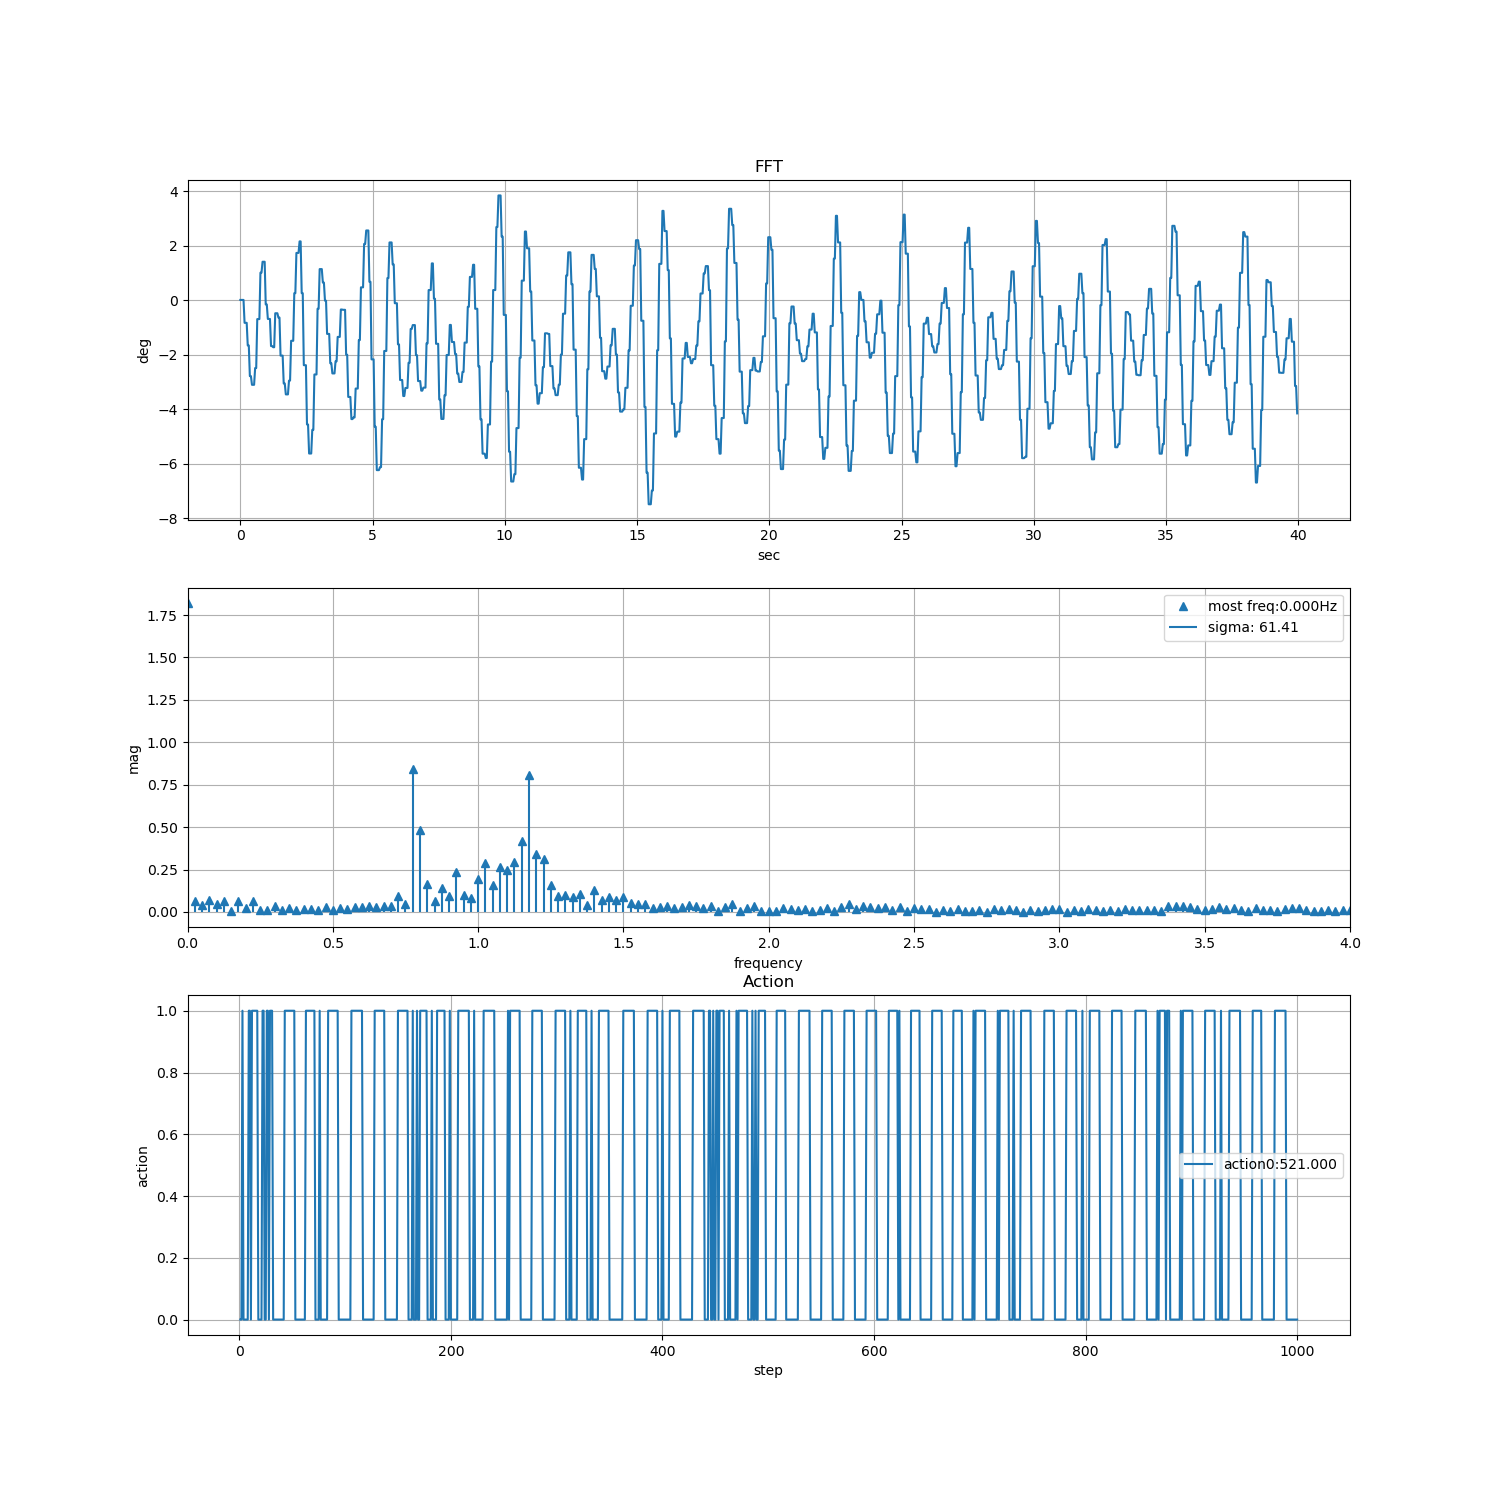 FFT
4
2
0
−2
−4
−6
−8
deg
0 5 10 15 20 25 30 35 40
sec
1.75
1.50
1.25
1.00
0.75
0.50
0.25
0.00
mag
most freq:0.000Hz
sigma: 61.41
0.0 0.5 1.0 1.5 2.0 2.5 3.0 3.5 4.0
frequency
Action
1.0
0.8
0.6
0.4
0.2
0.0
action
action0:521.000
0 200 400 600 800 1000
step